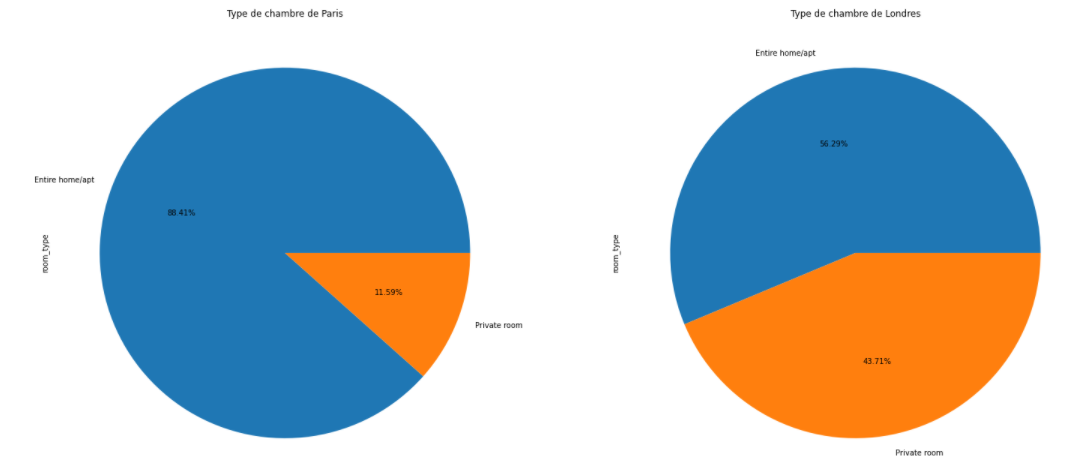 Type de chambre de Paris
Entire home/apt
88.41%
room_type
11.59%
Private room
Type de chambre de Londres
Entire home/apt
56.29%
room_type
43.71%
Private room